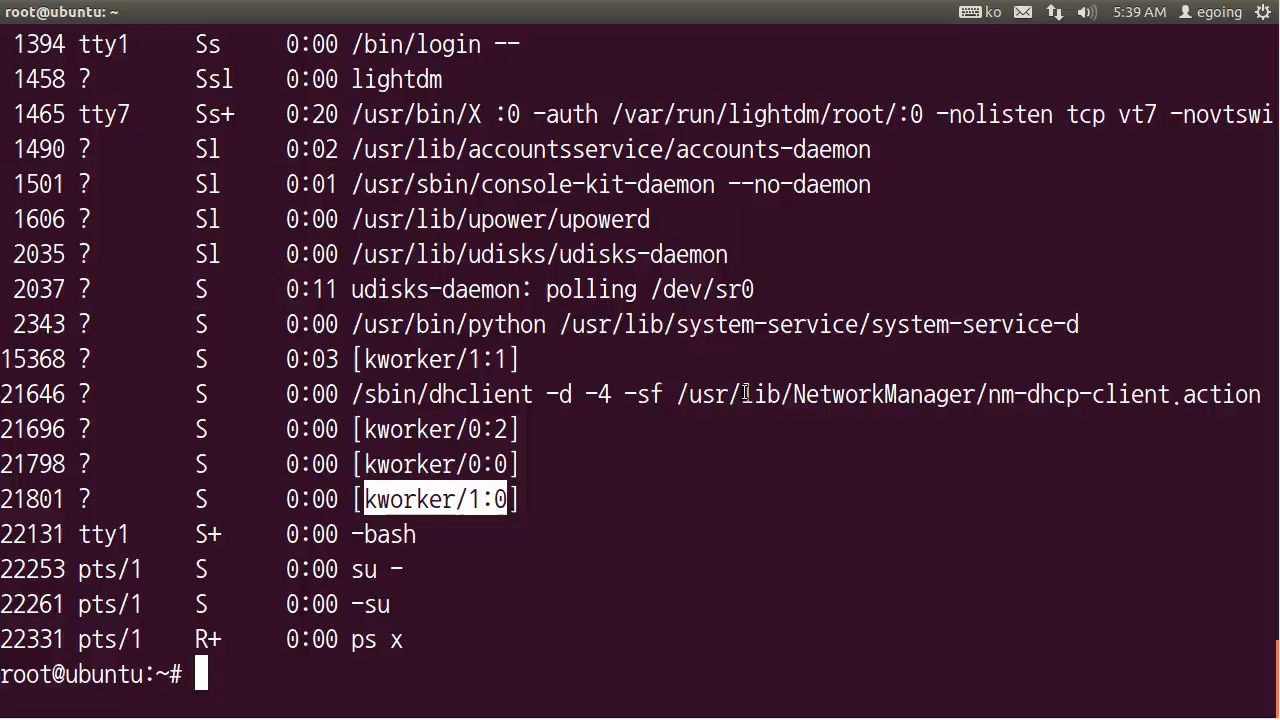 root@ubuntu: ~ ko 5:39 AM egoing
1394 tty1 Ss 0:00 /bin/login --
1458 ? Ssl 0:00 lightdm
1465 tty7 Ss+ 0:20 /usr/bin/X :0 -auth /var/run/lightdm/root/:0 -nolisten tcp vt7 -novtswi
1490 ? Sl 0:02 /usr/lib/accountsservice/accounts-daemon
1501 ? Sl 0:01 /usr/sbin/console-kit-daemon --no-daemon
1606 ? Sl 0:00 /usr/lib/upower/upowerd
2035 ? Sl 0:00 /usr/lib/udisks/udisks-daemon
2037 ? S 0:11 udisks-daemon: polling /dev/sr0
2343 ? S 0:00 /usr/bin/python /usr/lib/system-service/system-service-d
15368 ? S 0:03 [kworker/1:1]
21646 ? S 0:00 /sbin/dhclient -d -4 -sf /usr/lib/NetworkManager/nm-dhcp-client.action
21696 ? S 0:00 [kworker/0:2]
21798 ? S 0:00 [kworker/0:0]
21801 ? S 0:00 [kworker/1:0]
22131 tty1 S+ 0:00 -bash
22253 pts/1 S 0:00 su -
22261 pts/1 S 0:00 -su
22331 pts/1 R+ 0:00 ps x
root@ubuntu:~#